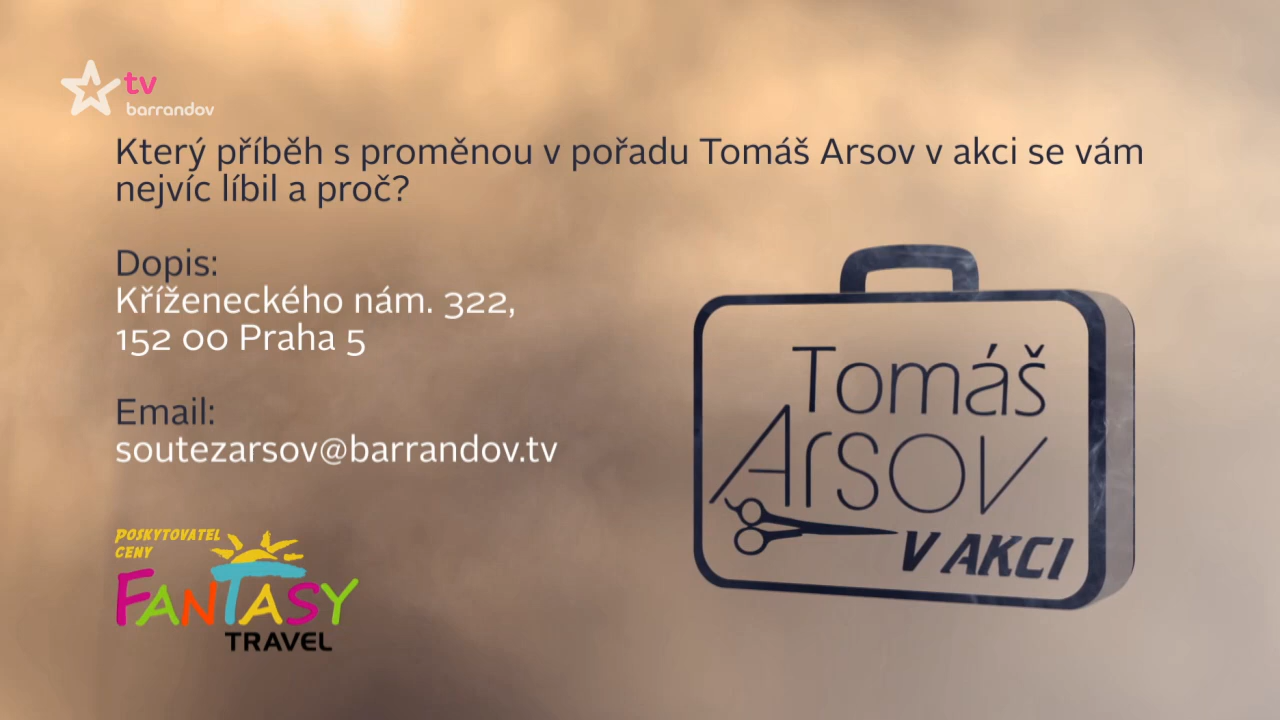 tv
barrandov
Který příběh s proměnou v pořadu Tomáš Arsov v akci se vám
nejvíc líbil a proč?
Dopis:
Kříženeckého nám. 322,
152 00 Praha 5
Email:
soutezarsov@barrandov.tv
POSKYTOVATEL
CENY
FANTASY
TRAVEL
Tomáš
Arsov
V AKCI